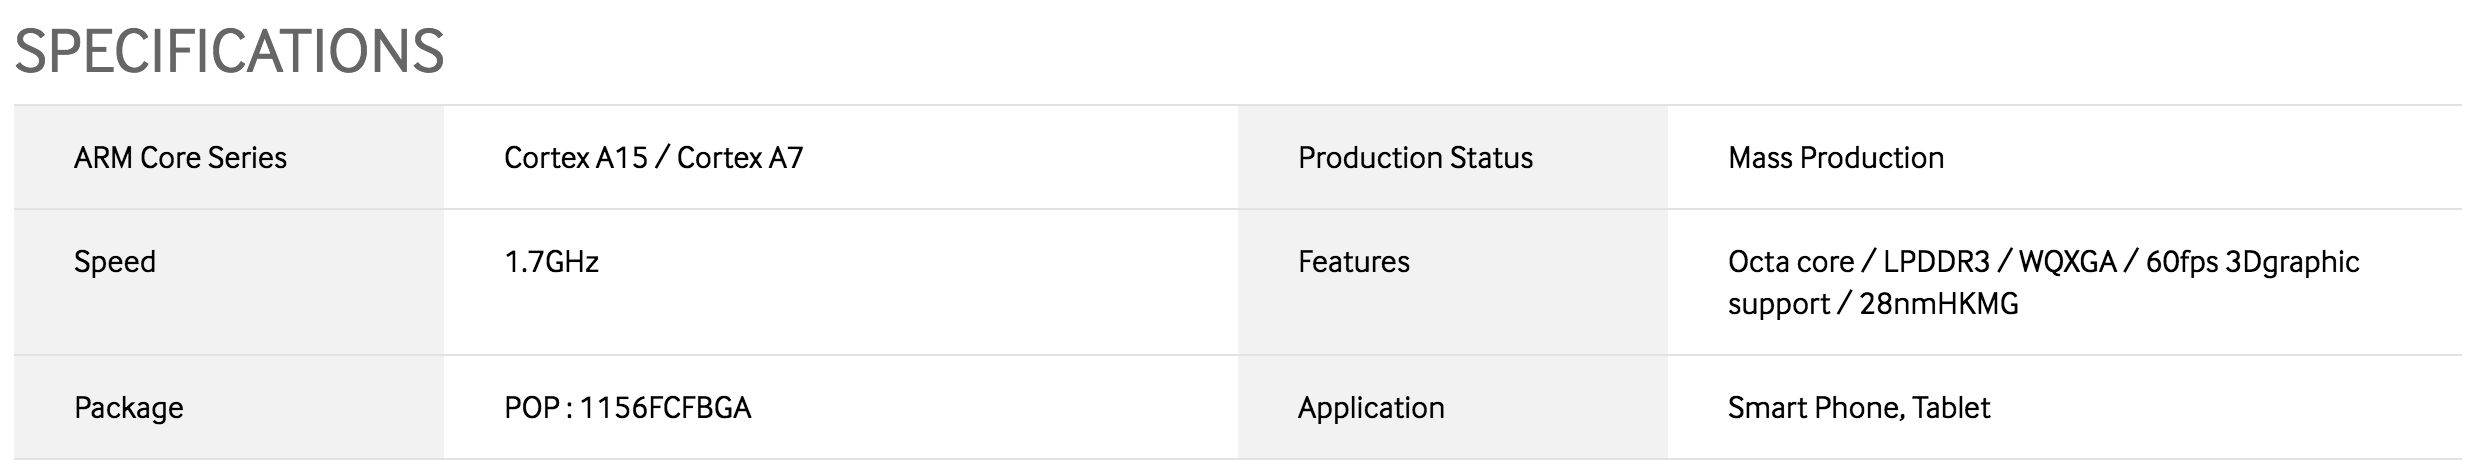 SPECIFICATIONS
ARM Core Series Cortex A15 / Cortex A7 Production Status Mass Production
Speed 1.7GHz Features Octa core / LPDDR3 / WQXGA / 60fps 3Dgraphic
support / 28nmHKMG
Package POP : 1156FCFBGA Application Smart Phone, Tablet